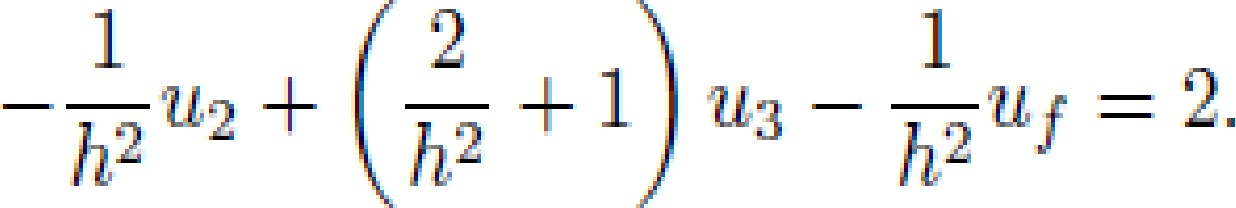 $-\frac{1}{h^2}u_2 + \left(\frac{2}{h^2} + 1\right)u_3 - \frac{1}{h^2}u_f = 2.$